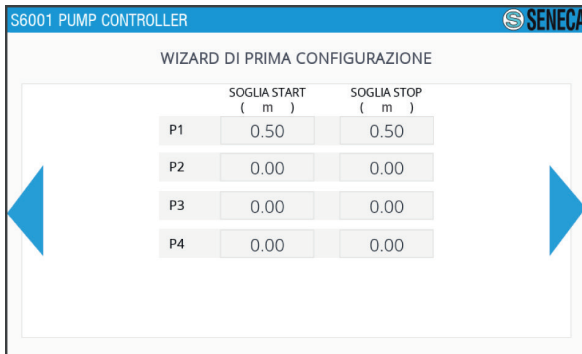 S6001 PUMP CONTROLLER
S SENECA
WIZARD DI PRIMA CONFIGURAZIONE
SOGLIA START SOGLIA STOP
( m ) ( m )
P1 0.50 0.50
P2 0.00 0.00
P3 0.00 0.00
P4 0.00 0.00